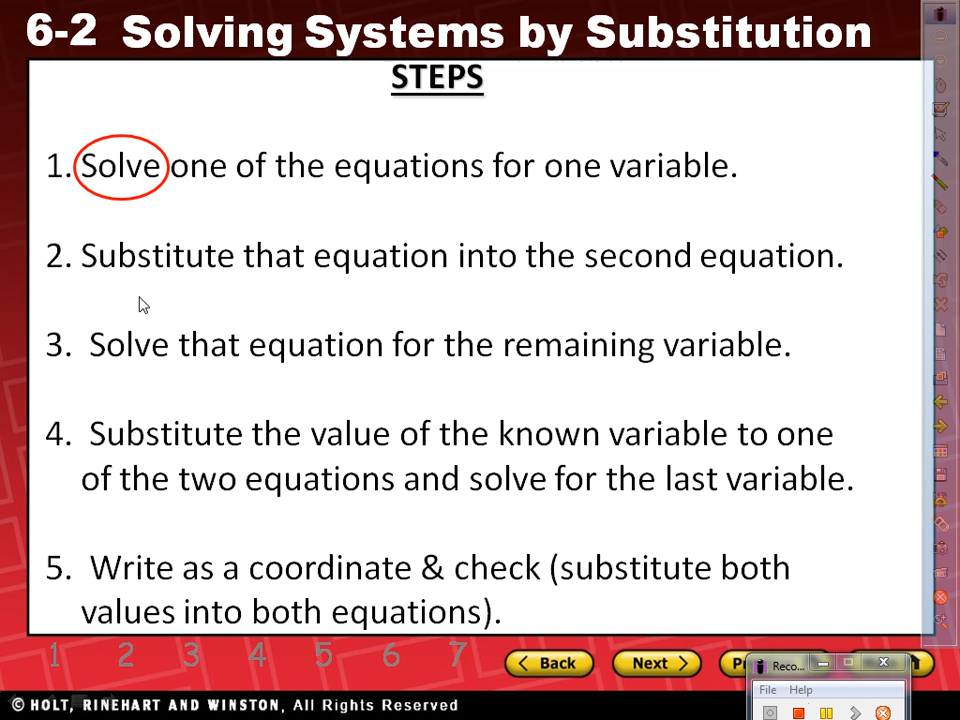 6-2 Solving Systems by Substitution
STEPS
1. Solve one of the equations for one variable.
2. Substitute that equation into the second equation.
3. Solve that equation for the remaining variable.
4. Substitute the value of the known variable to one
of the two equations and solve for the last variable.
5. Write as a coordinate & check (substitute both
values into both equations).
1 2 3 4 5 6 7
< Back Next >
Reco...
File Help
© HOLT, RINEHART AND WINSTON, All Rights Reserved